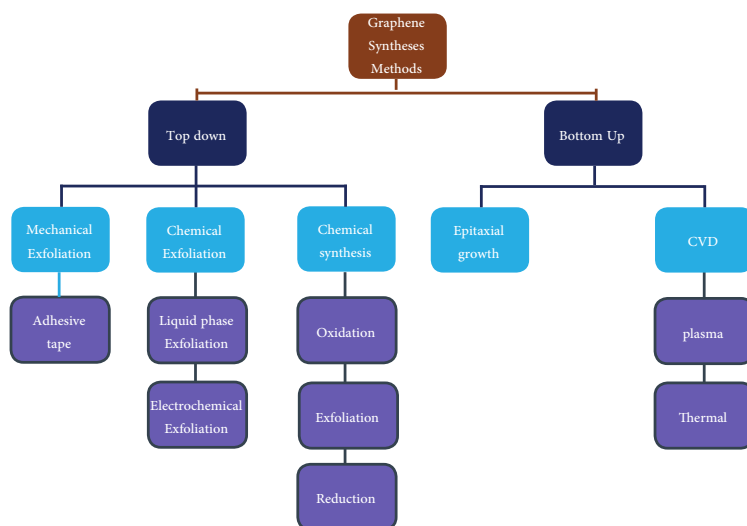 Graphene
Syntheses
Methods
Top down
Bottom Up
Mechanical
Exfoliation
Chemical
Exfoliation
Chemical
synthesis
Epitaxial
growth
CVD
Adhesive
tape
Liquid phase
Exfoliation
Oxidation
plasma
Electrochemical
Exfoliation
Exfoliation
Thermal
Reduction